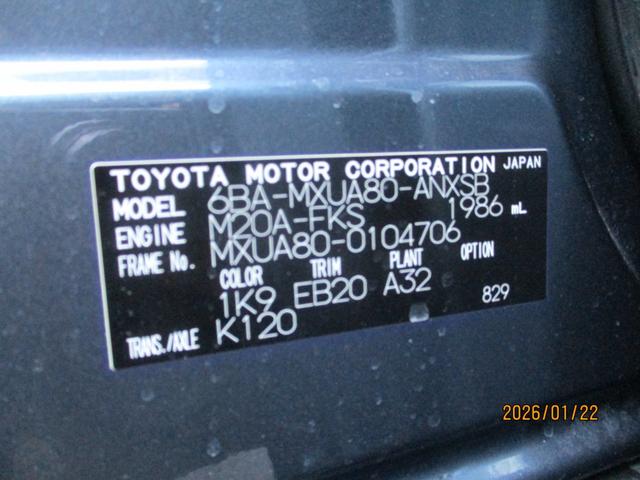 TOYOTA MOTOR CORPORATION JAPAN
MODEL 6BA-MXUA80-ANXSB
ENGINE M20A-FKS 1986 mL
FRAME No. MXUA80-0104706
COLOR TRIM PLANT OPTION
1K9 EB20 A32 829
TRANS./AXLE K120
2026/01/22